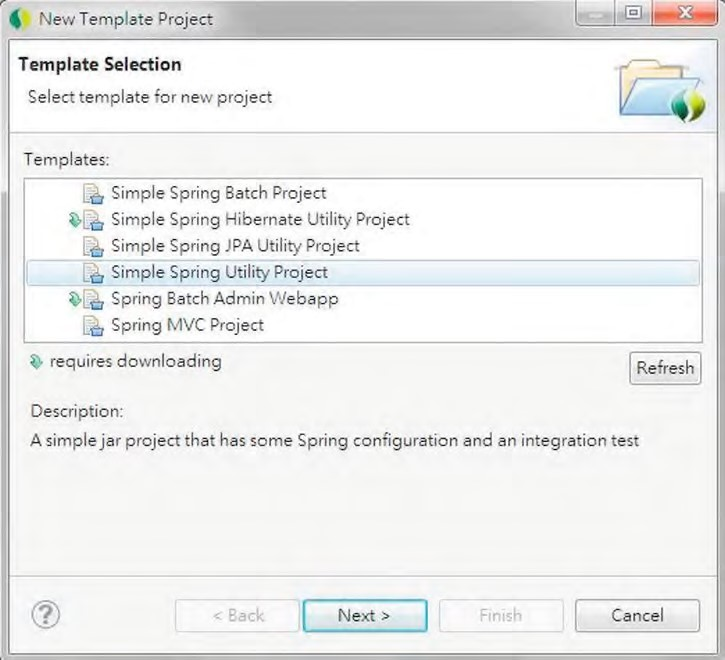 New Template Project
Template Selection
Select template for new project
Templates:
Simple Spring Batch Project
Simple Spring Hibernate Utility Project
Simple Spring JPA Utility Project
Simple Spring Utility Project
Spring Batch Admin Webapp
Spring MVC Project
requires downloading
Refresh
Description:
A simple jar project that has some Spring configuration and an integration test
?
< Back
Next >
Finish
Cancel